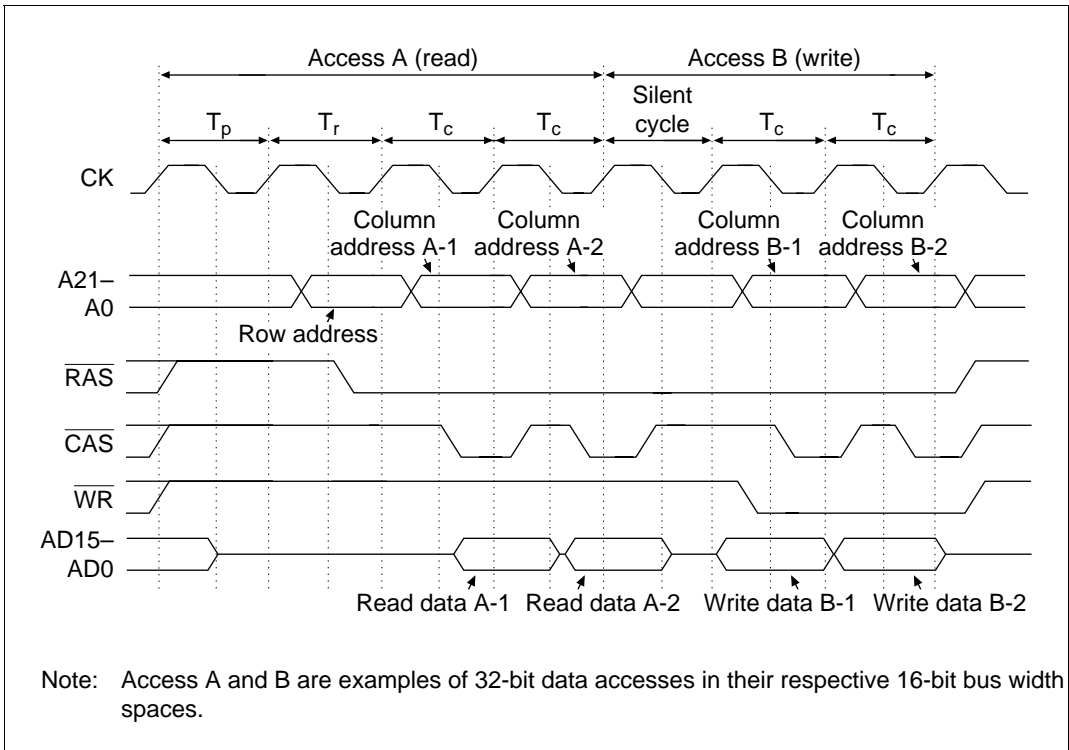 Access A (read) Access B (write)
Silent
cycle
Tp Tr Tc Tc Tc Tc
CK
Column
address A-1
Column
address A-2
Column
address B-1
Column
address B-2
A21–
A0
Row address
RAS
CAS
WR
AD15–
AD0
Read data A-1 Read data A-2 Write data B-1 Write data B-2
Note: Access A and B are examples of 32-bit data accesses in their respective 16-bit bus width
spaces.